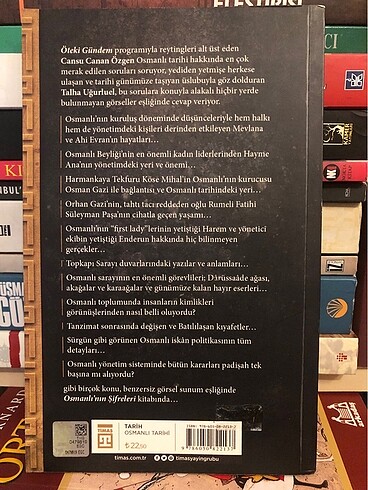 ELEŞTİRİSİ
Öteki Gündem programıyla reytingleri alt üst eden
Cansu Canan Özgen Osmanlı tarihi hakkında en çok
merak edilen soruları soruyor, yediden yetmişe herkese
ulaşan ve tarihi günümüze taşıyan üslubuyla göz dolduran
Talha Uğurluel, bu sorulara konuyla alakalı hiçbir yerde
bulunmayan görseller eşliğinde cevap veriyor.
Osmanlı'nın kuruluş döneminde düşünceleriyle hem halkı
hem de yönetimdeki kişileri derinden etkileyen Mevlana
ve Ahi Evran'ın hayatları...
Osmanlı Beyliği'nin en önemli kadın liderlerinden Hayme
Ana'nın yönetimdeki yeri ve önemi...
Harmankaya Tekfuru Köse Mihal'in Osmanlı'nın kurucusu
Osman Gazi ile bağlantısı ve Osmanlı tarihindeki yeri...
Orhan Gazi'nin, tahtı tacı reddeden oğlu Rumeli Fatihi
Süleyman Paşa'nın cihatla geçen yaşamı...
Osmanlı'nın "first lady"lerinin yetiştiği Harem ve yönetici
ekibin yetiştiği Enderun hakkında hiç bilinmeyen
gerçekler...
Topkapı Sarayı duvarlarındaki yazılar ve anlamları...
Osmanlı sarayının en önemli görevlileri; Dârüssaâde ağası,
akağalar ve karaağalar ve günümüze kalan hayır eserleri...
Osmanlı toplumunda insanların kimlikleri
görünüşlerinden nasıl belli oluyordu?
Tanzimat sonrasında değişen ve Batılılaşan kıyafetler...
Sürgün gibi görünen iskân politikasının tüm
detayları...
Osmanlı yönetim sisteminde bütün kararları padişah tek
başına mı alıyordu?
gibi birçok konu, benzersiz görsel sunum eşliğinde
Osmanlı'nın Şifreleri kitabında...
TİMAŞ
TARİH
OSMANLI TARİHİ
₺22,50
timas.com.tr
timasyayingrubu